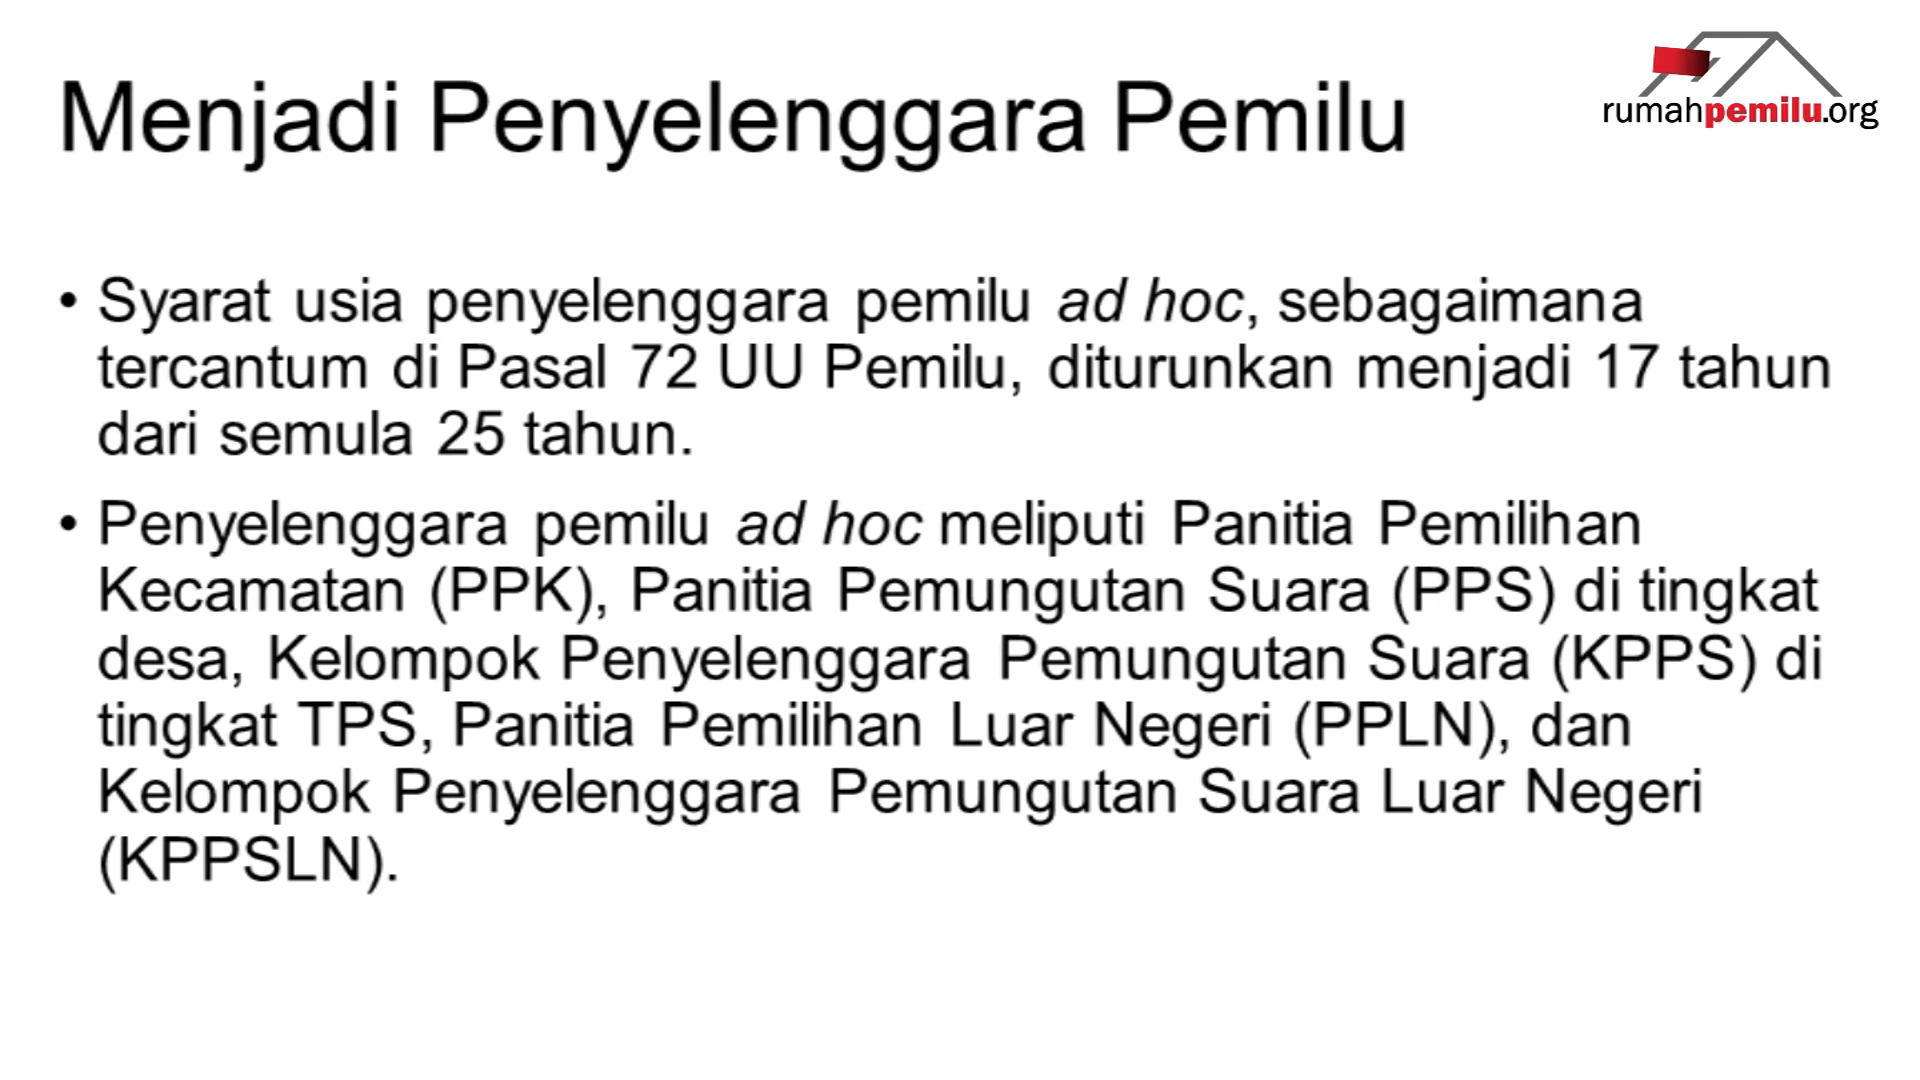 Menjadi Penyelenggara Pemilu
rumahpemilu.org
• Syarat usia penyelenggara pemilu ad hoc, sebagaimana
tercantum di Pasal 72 UU Pemilu, diturunkan menjadi 17 tahun
dari semula 25 tahun.
• Penyelenggara pemilu ad hoc meliputi Panitia Pemilihan
Kecamatan (PPK), Panitia Pemungutan Suara (PPS) di tingkat
desa, Kelompok Penyelenggara Pemungutan Suara (KPPS) di
tingkat TPS, Panitia Pemilihan Luar Negeri (PPLN), dan
Kelompok Penyelenggara Pemungutan Suara Luar Negeri
(KPPSLN).